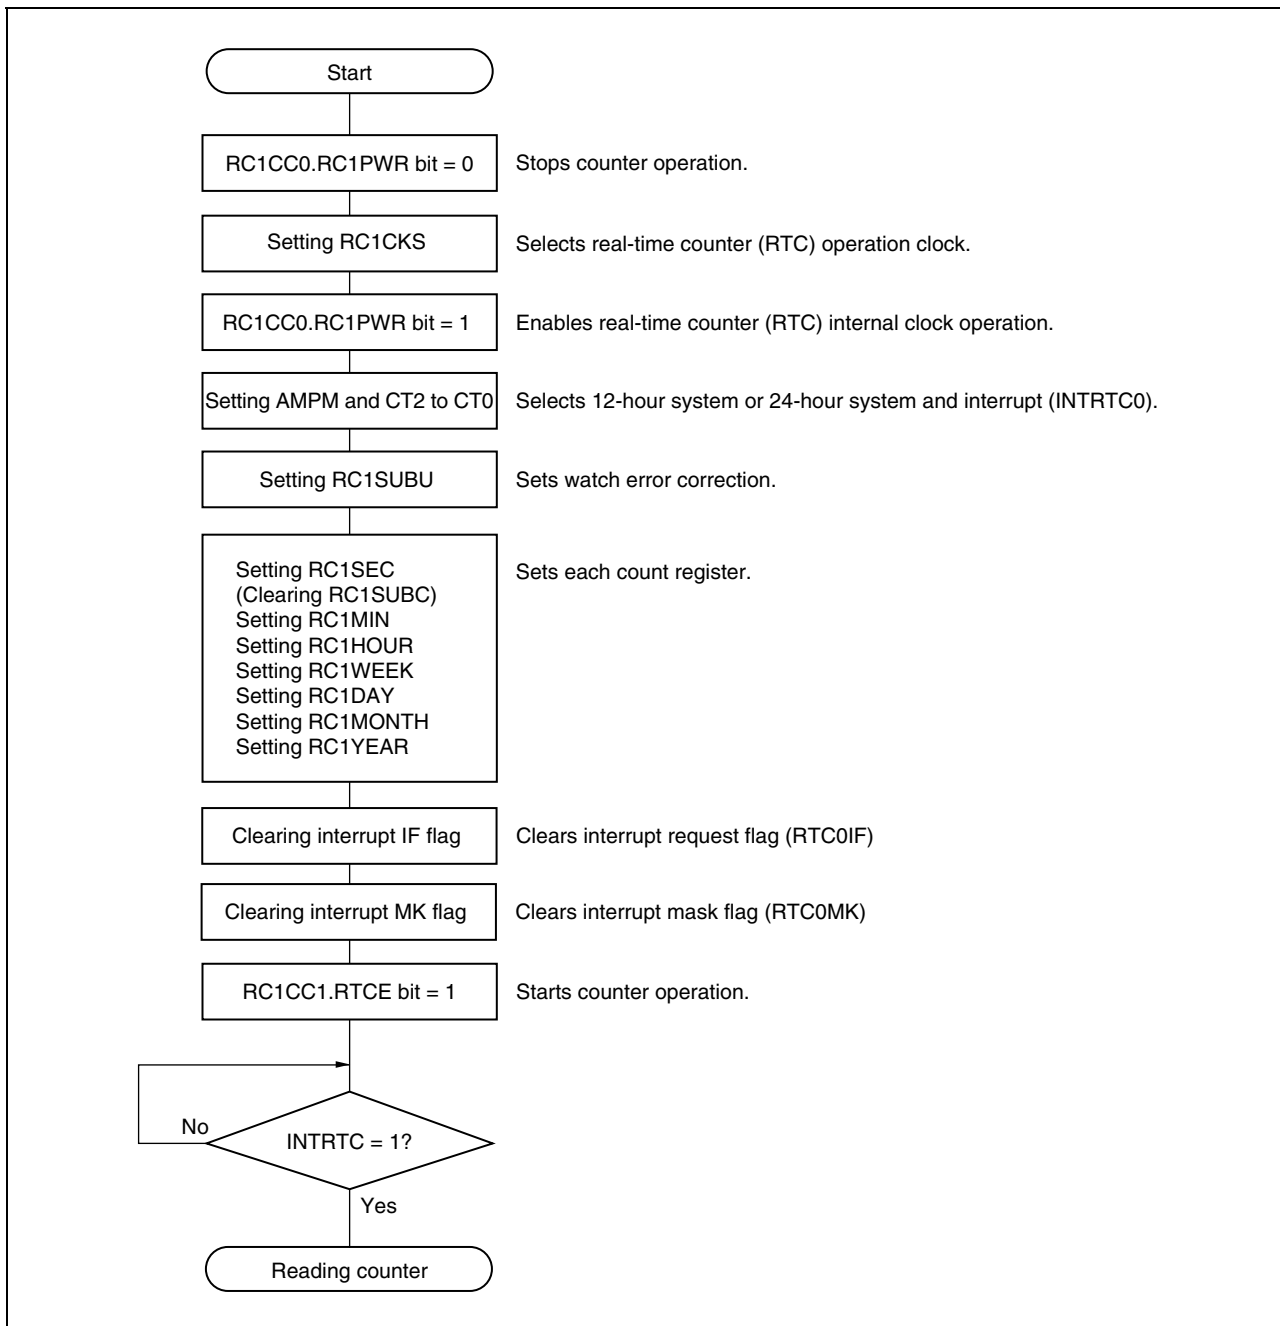 Start
RC1CC0.RC1PWR bit = 0
Stops counter operation.
Setting RC1CKS
Selects real-time counter (RTC) operation clock.
RC1CC0.RC1PWR bit = 1
Enables real-time counter (RTC) internal clock operation.
Setting AMPM and CT2 to CT0
Selects 12-hour system or 24-hour system and interrupt (INTRTC0).
Setting RC1SUBU
Sets watch error correction.
Setting RC1SEC
(Clearing RC1SUBC)
Setting RC1MIN
Setting RC1HOUR
Setting RC1WEEK
Setting RC1DAY
Setting RC1MONTH
Setting RC1YEAR
Sets each count register.
Clearing interrupt IF flag
Clears interrupt request flag (RTC0IF)
Clearing interrupt MK flag
Clears interrupt mask flag (RTC0MK)
RC1CC1.RTCE bit = 1
Starts counter operation.
No
INTRTC = 1?
Yes
Reading counter